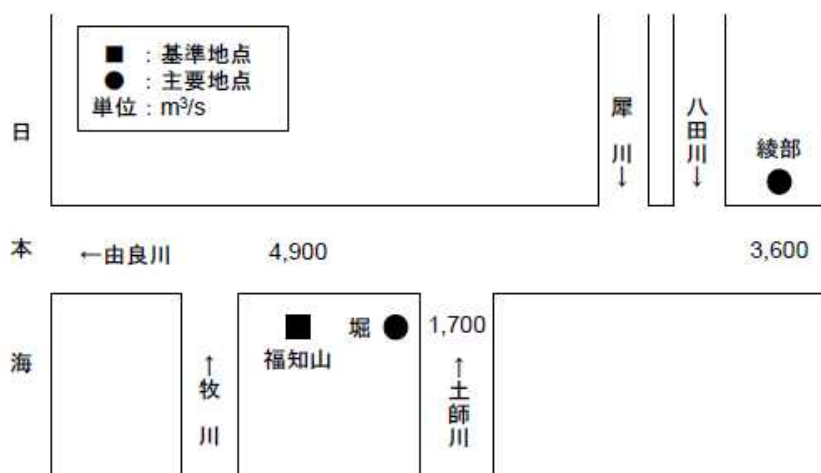 ■ : 基準地点
● : 主要地点
単位 : m³/s
日本海
犀川↓
八田川↓
綾部
←由良川
4,900
3,600
福知山
堀
1,700
↑牧川
↑土師川